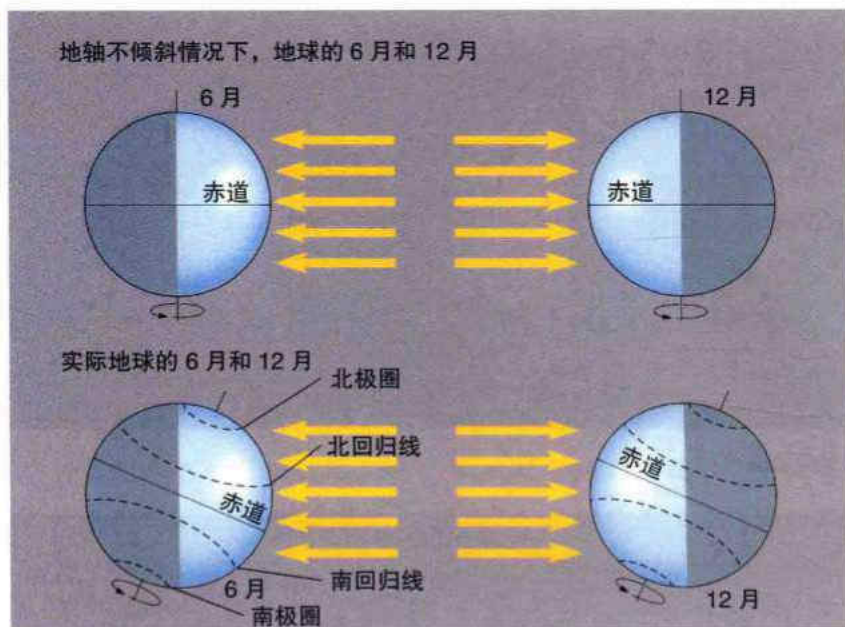 地轴不倾斜情况下，地球的 6 月和 12 月
6 月
12 月
赤道
赤道
实际地球的 6 月和 12 月
北极圈
北回归线
赤道
赤道
6 月
南回归线
南极圈
12 月